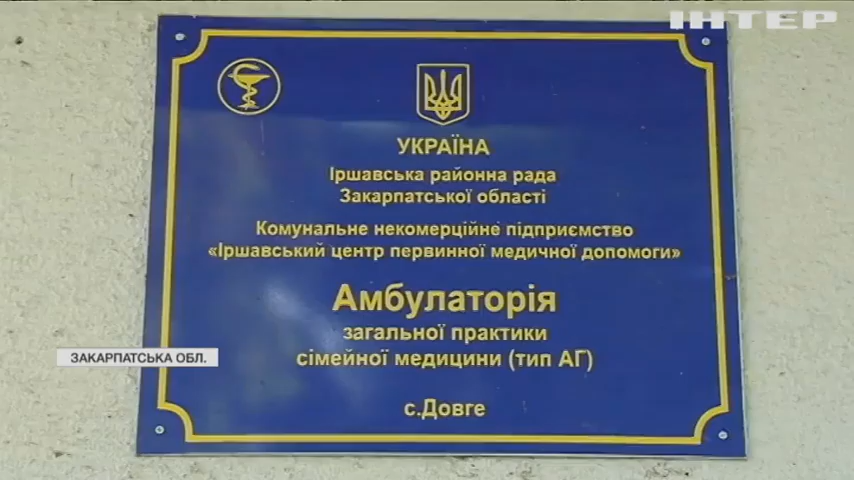 ІНТЕР
УКРАЇНА
Іршавська районна рада
Закарпатської області
Комунальне некомерційне підприємство
«Іршавський центр первинної медичної допомоги»
Амбулаторія
загальної практики
сімейної медицини (тип АГ)
ЗАКАРПАТСЬКА ОБЛ.
с.Довге